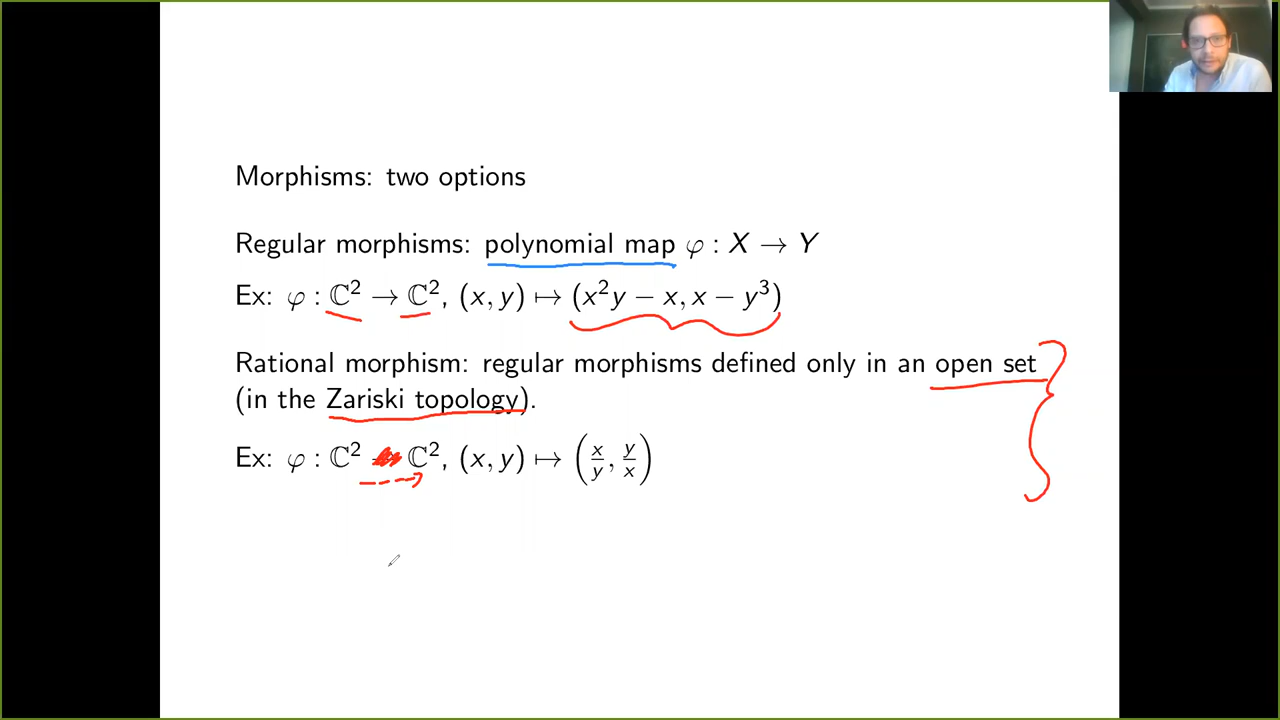 Morphisms: two options
Regular morphisms: polynomial map φ : X → Y
Ex: φ : ℂ² → ℂ², (x, y) ↦ (x²y − x, x − y³)
Rational morphism: regular morphisms defined only in an open set
(in the Zariski topology).
Ex: φ : ℂ² ⇢ ℂ², (x, y) ↦ (x/y, y/x)